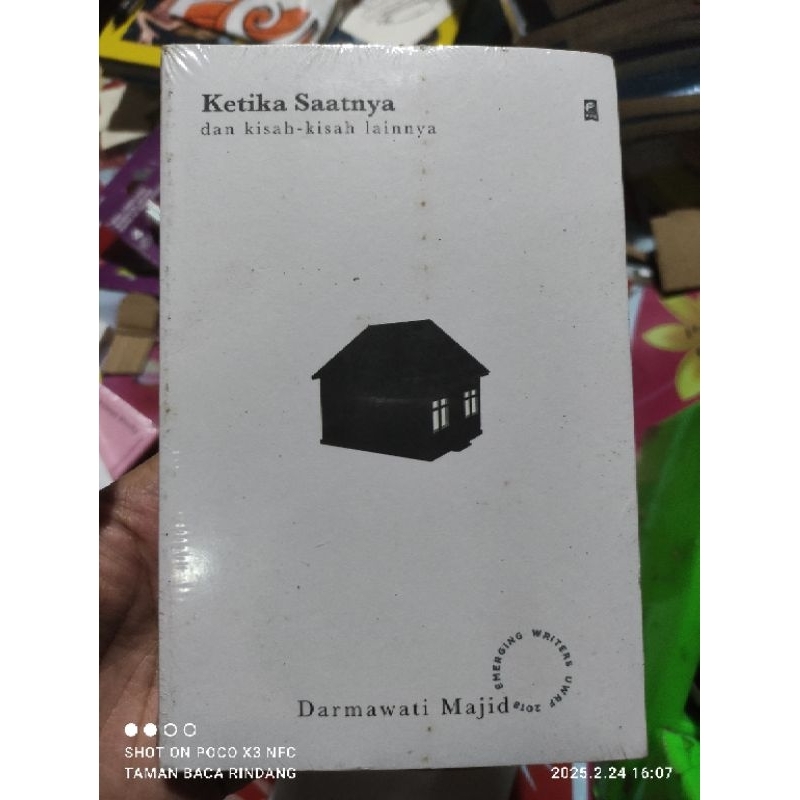 Ketika Saatnya
dan kisah-kisah lainnya
EMERGING WRITERS UWRF 2018
Darmawati Majid
SHOT ON POCO X3 NFC
TAMAN BACA RINDANG
2025.2.24 16:07